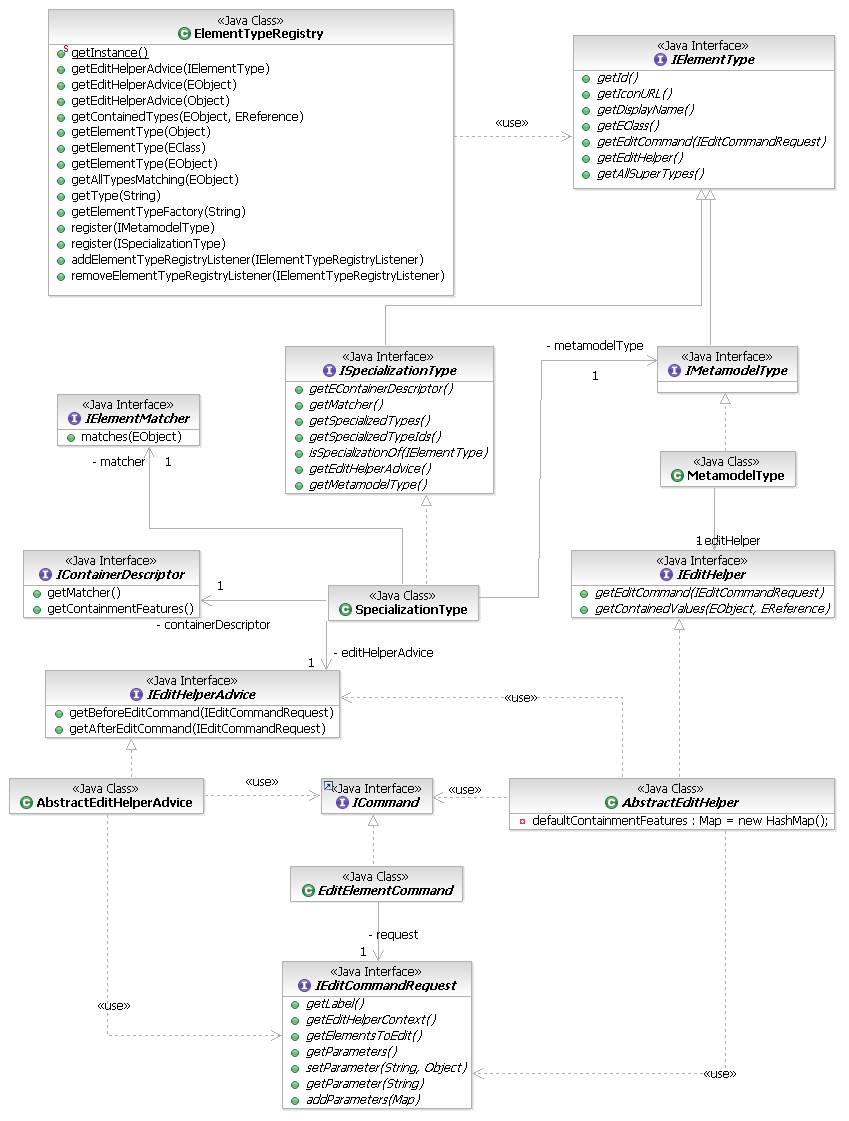 «Java Class»
ElementTypeRegistry
getInstance()
getEditHelperAdvice(IElementType)
getEditHelperAdvice(EObject)
getEditHelperAdvice(Object)
getContainedTypes(EObject, EReference)
getElementType(Object)
getElementType(EClass)
getElementType(EObject)
getAllTypesMatching(EObject)
getType(String)
getElementTypeFactory(String)
register(IMetamodelType)
register(ISpecializationType)
addElementTypeRegistryListener(IElementTypeRegistryListener)
removeElementTypeRegistryListener(IElementTypeRegistryListener)
«use»
«Java Interface»
IElementType
getId()
getIconURL()
getDisplayName()
getEClass()
getEditCommand(IEditCommandRequest)
getEditHelper()
getAllSuperTypes()
«Java Interface»
ISpecializationType
getEContainerDescriptor()
getMatcher()
getSpecializedTypes()
getSpecializedTypeIds()
isSpecializationOf(IElementType)
getEditHelperAdvice()
getMetamodelType()
- metamodelType
1
«Java Interface»
IMetamodelType
«Java Interface»
IElementMatcher
matches(EObject)
- matcher
1
«Java Class»
MetamodelType
1
editHelper
«Java Interface»
IContainerDescriptor
getMatcher()
getContainmentFeatures()
1
- containerDescriptor
«Java Class»
SpecializationType
«Java Interface»
IEditHelper
getEditCommand(IEditCommandRequest)
getContainedValues(EObject, EReference)
- editHelperAdvice
1
«Java Interface»
IEditHelperAdvice
getBeforeEditCommand(IEditCommandRequest)
getAfterEditCommand(IEditCommandRequest)
«use»
«Java Class»
AbstractEditHelperAdvice
«use»
«Java Interface»
ICommand
«use»
«Java Class»
AbstractEditHelper
defaultContainmentFeatures : Map = new HashMap();
«Java Class»
EditElementCommand
- request
1
«Java Interface»
IEditCommandRequest
getLabel()
getEditHelperContext()
getElementsToEdit()
getParameters()
setParameter(String, Object)
getParameter(String)
addParameters(Map)
«use»
«use»